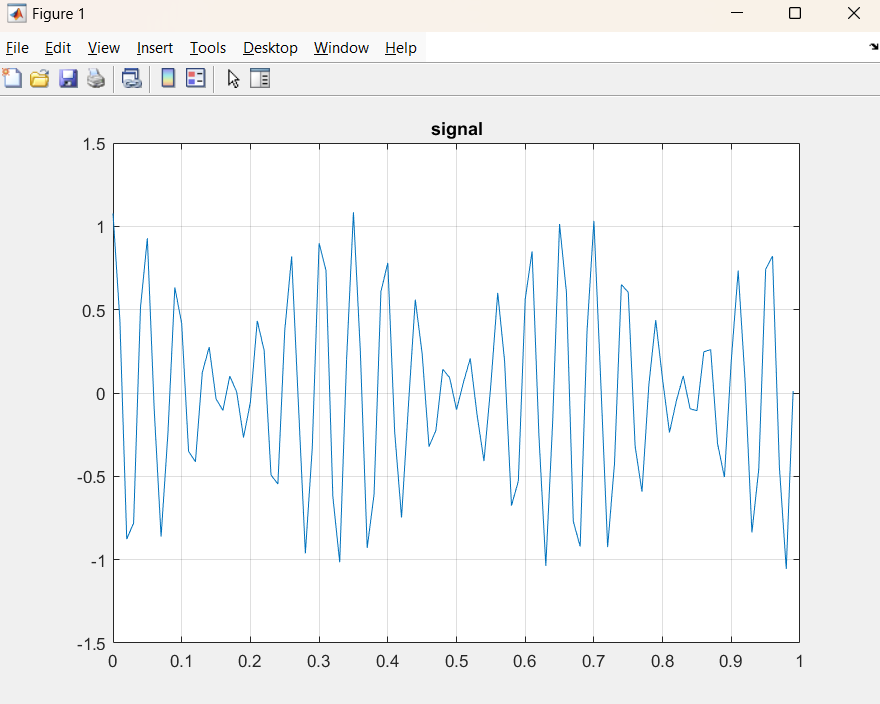 Figure 1
File Edit View Insert Tools Desktop Window Help
signal
1.5
1
0.5
0
-0.5
-1
-1.5
0 0.1 0.2 0.3 0.4 0.5 0.6 0.7 0.8 0.9 1